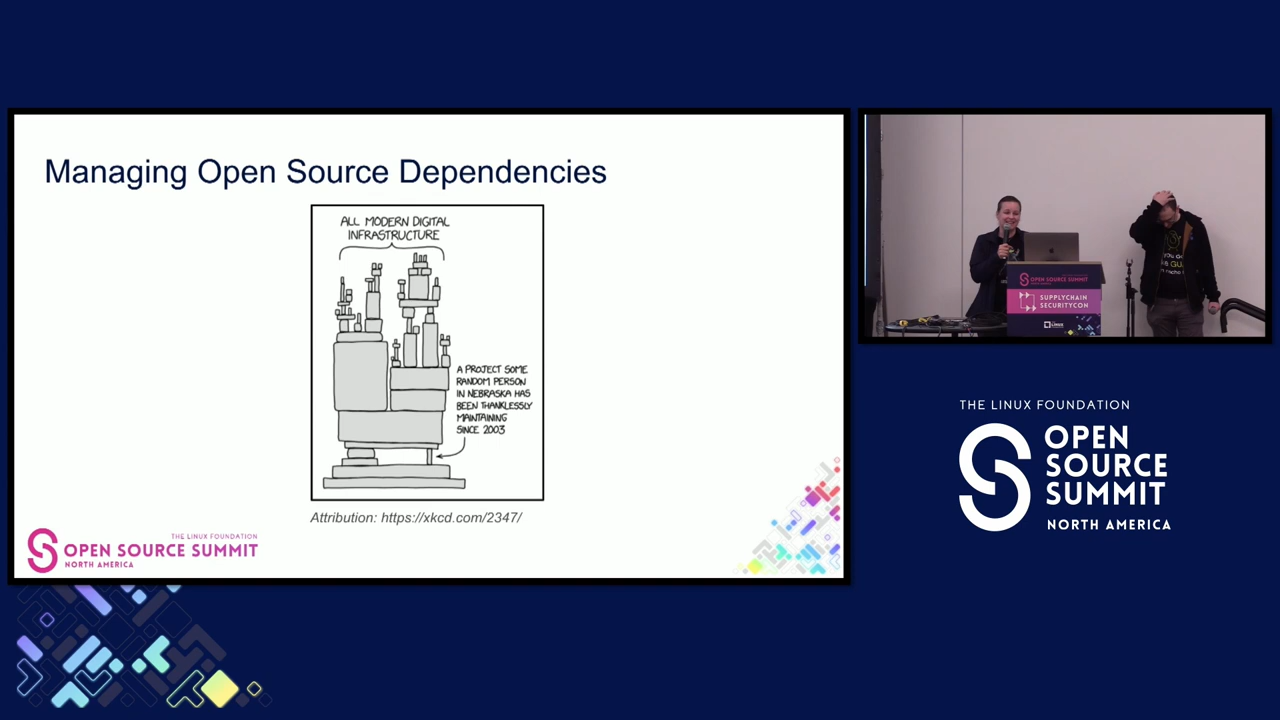 Managing Open Source Dependencies
ALL MODERN DIGITAL
INFRASTRUCTURE
A PROJECT SOME
RANDOM PERSON
IN NEBRASKA HAS
BEEN THANKLESSLY
MAINTAINING
SINCE 2003
Attribution: https://xkcd.com/2347/
THE LINUX FOUNDATION
OPEN SOURCE SUMMIT
NORTH AMERICA
OPEN SOURCE SUMMIT
SUPPLYCHAIN
SECURITYCON
THE LINUX FOUNDATION
OPEN
SOURCE
SUMMIT
NORTH AMERICA